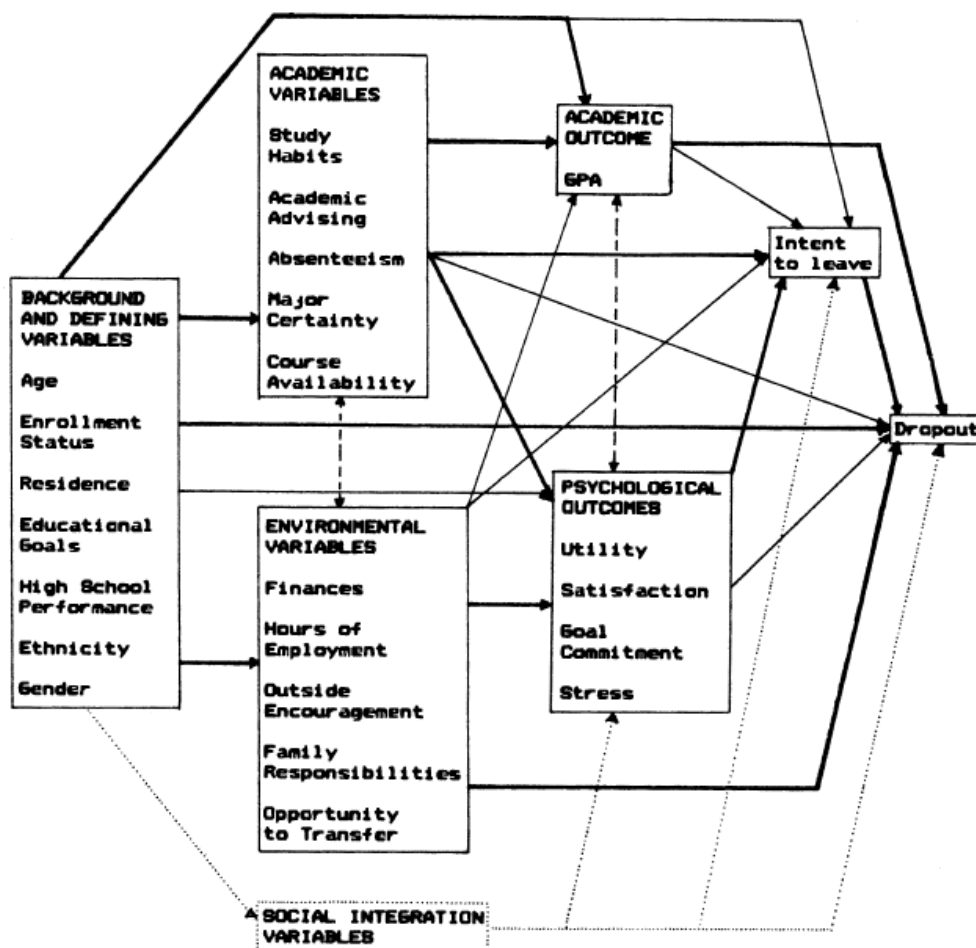 ACADEMIC
VARIABLES
Study
Habits
Academic
Advising
Absenteeism
Major
Certainty
Course
Availability
ACADEMIC
OUTCOME
GPA
Intent
to leave
BACKGROUND
AND DEFINING
VARIABLES
Age
Enrollment
Status
Residence
Educational
Goals
High School
Performance
Ethnicity
Gender
Dropout
ENVIRONMENTAL
VARIABLES
Finances
Hours of
Employment
Outside
Encouragement
Family
Responsibilities
Opportunity
to Transfer
PSYCHOLOGICAL
OUTCOMES
Utility
Satisfaction
Goal
Commitment
Stress
SOCIAL INTEGRATION
VARIABLES